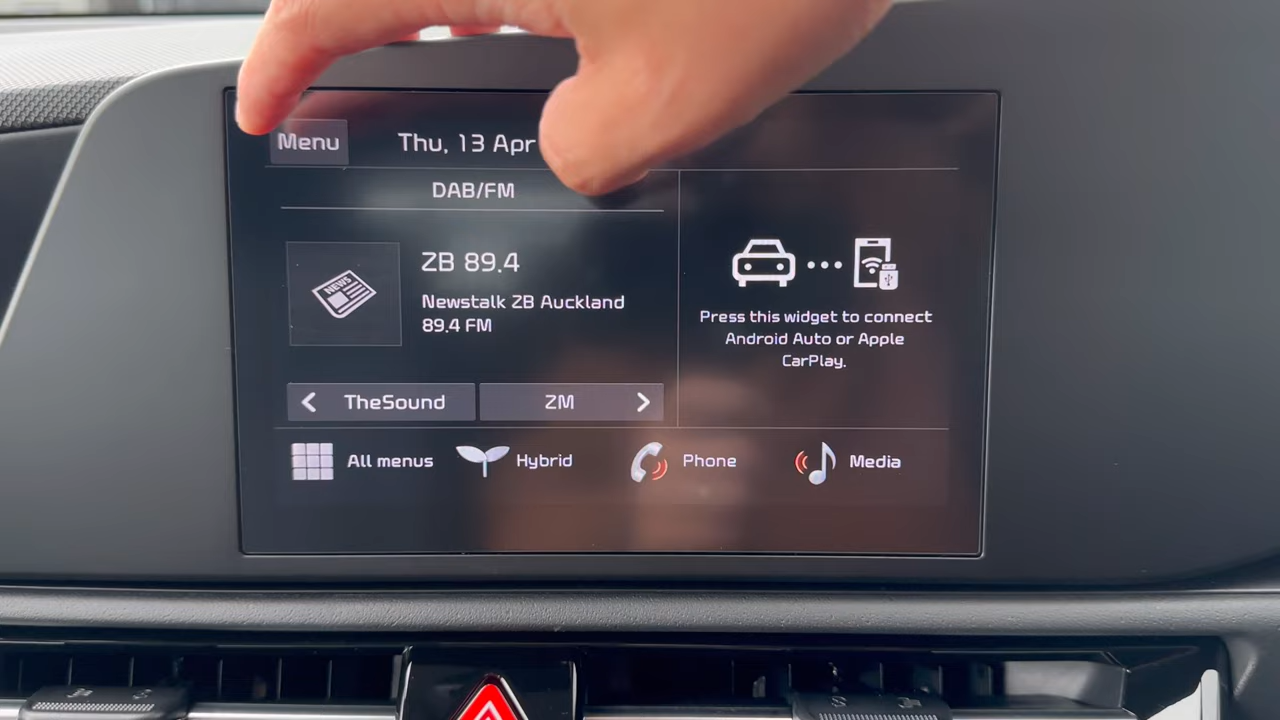 Menu
Thu, 13 Apr
DAB/FM
NEWS
ZB 89.4
Newstalk ZB Auckland
89.4 FM
TheSound
ZM
Press this widget to connect
Android Auto or Apple
CarPlay.
All menus
Hybrid
Phone
Media